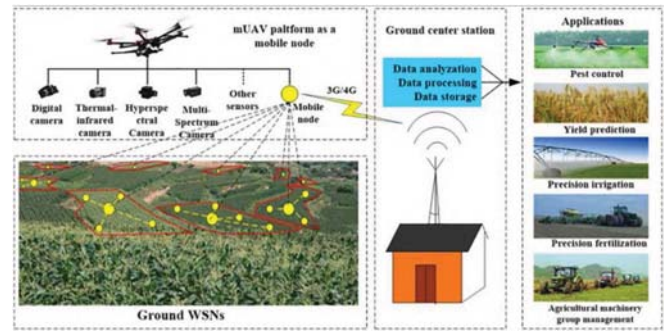 mUAV paltform as a
mobile node
Digital
camera
Thermal-
infrared
camera
Hyperspe
ctral
Camera
Multi-
Spectrum
Camera
Other
sensors
Mobile
node
3G/4G
Ground WSNs
Ground center station
Data analyzation
Data processing
Data storage
Applications
Pest control
Yield prediction
Precision irrigation
Precision fertilization
Agricultural machinery
group management